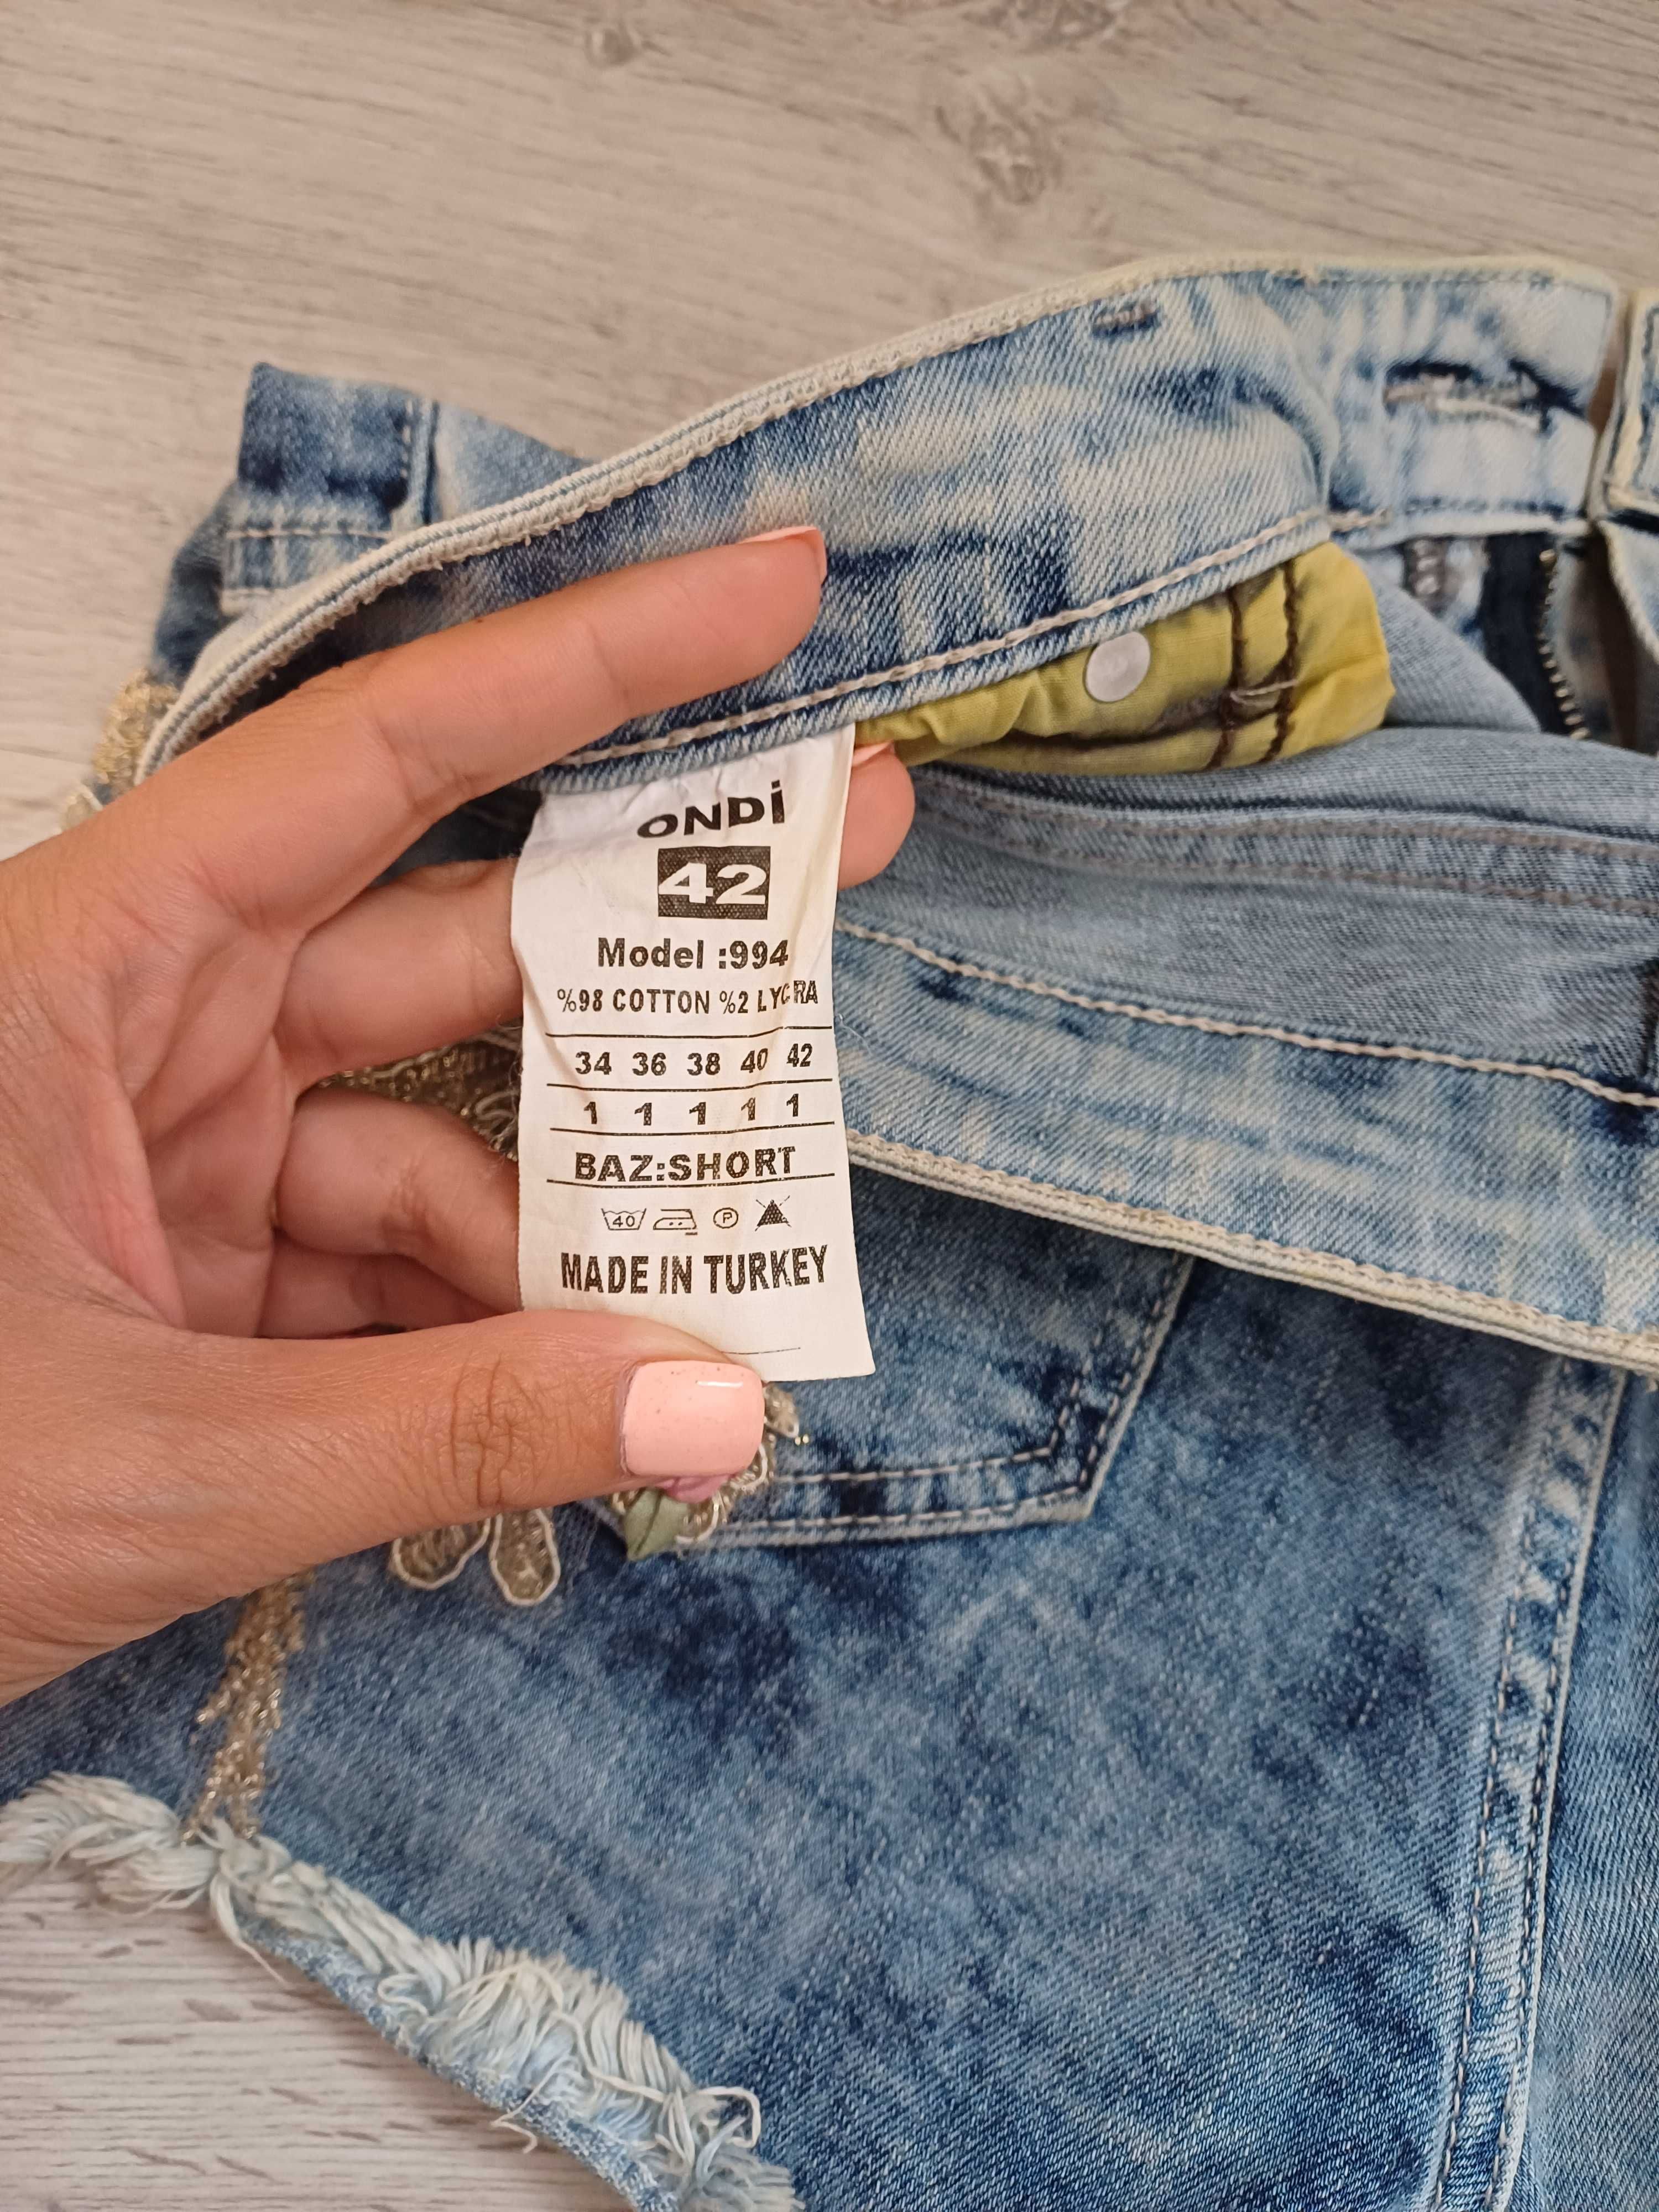 ONDİ
42
Model :994
%98 COTTON %2 LYCRA
34 36 38 40 42
1 1 1 1 1
BAZ:SHORT
40 P
MADE IN TURKEY